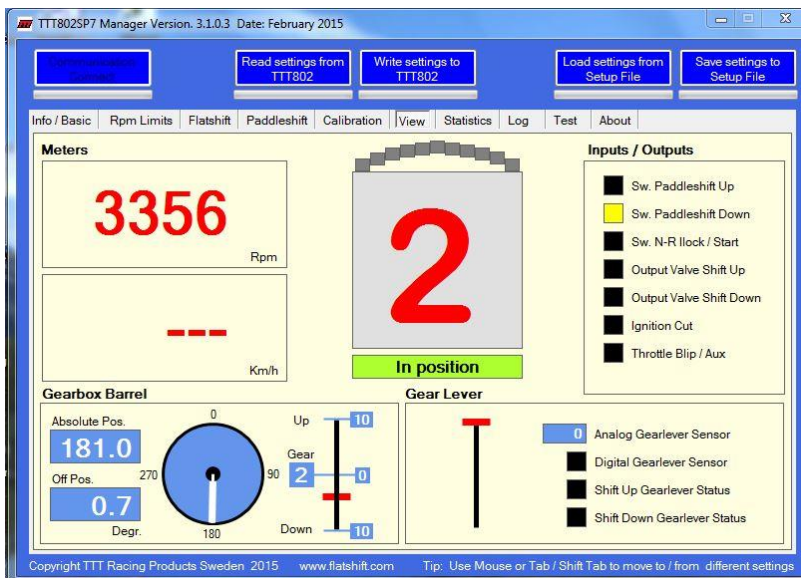 TTT802SP7 Manager Version. 3.1.0.3 Date: February 2015
Communication
Connect
Read settings from
TTT802
Write settings to
TTT802
Load settings from
Setup File
Save settings to
Setup File
Info / Basic Rpm Limits Flatshift Paddleshift Calibration View Statistics Log Test About
Meters
3356
Rpm
---
Km/h
2
In position
Inputs / Outputs
Sw. Paddleshift Up
Sw. Paddleshift Down
Sw. N-R llock / Start
Output Valve Shift Up
Output Valve Shift Down
Ignition Cut
Throttle Blip / Aux
Gearbox Barrel
Absolute Pos.
181.0
Off Pos.
0.7
Degr.
0
90
180
270
Up 10
Gear
2 0
Down 10
Gear Lever
0 Analog Gearlever Sensor
Digital Gearlever Sensor
Shift Up Gearlever Status
Shift Down Gearlever Status
Copyright TTT Racing Products Sweden 2015 www.flatshift.com Tip: Use Mouse or Tab / Shift Tab to move to / from different settings